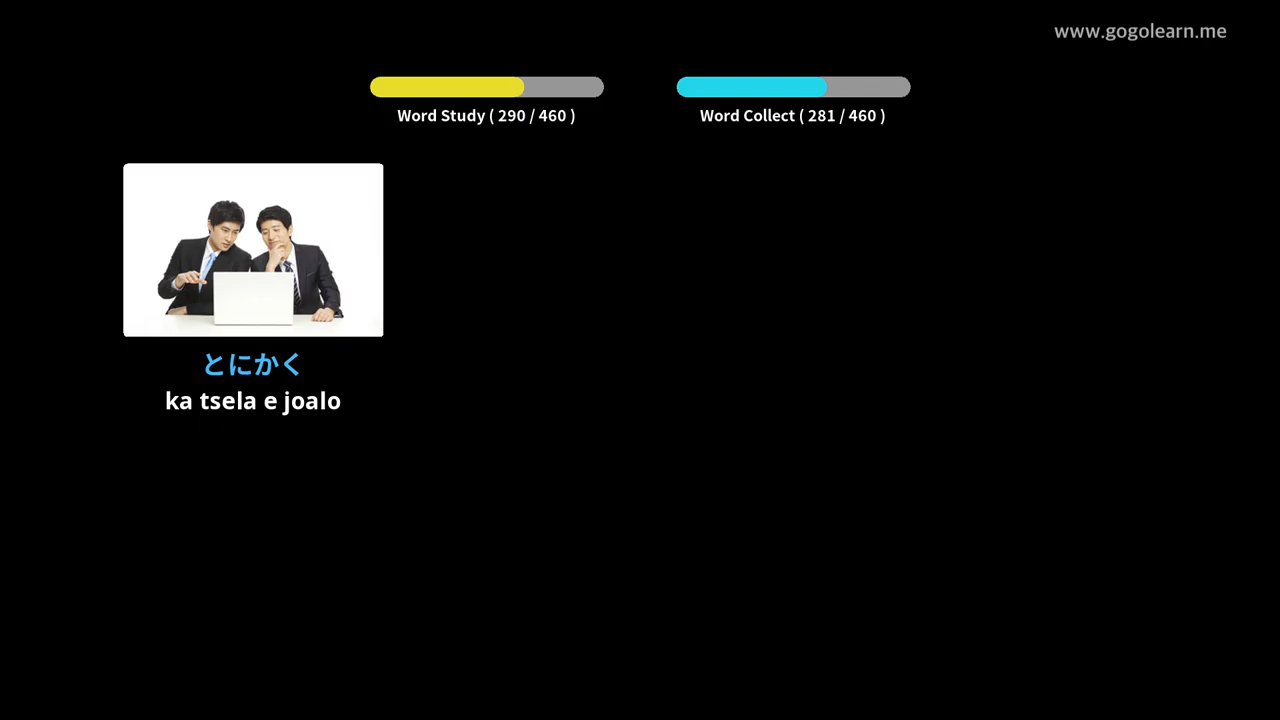 www.gogolearn.me
Word Study ( 290 / 460 )
Word Collect ( 281 / 460 )
とにかく
ka tsela e joalo